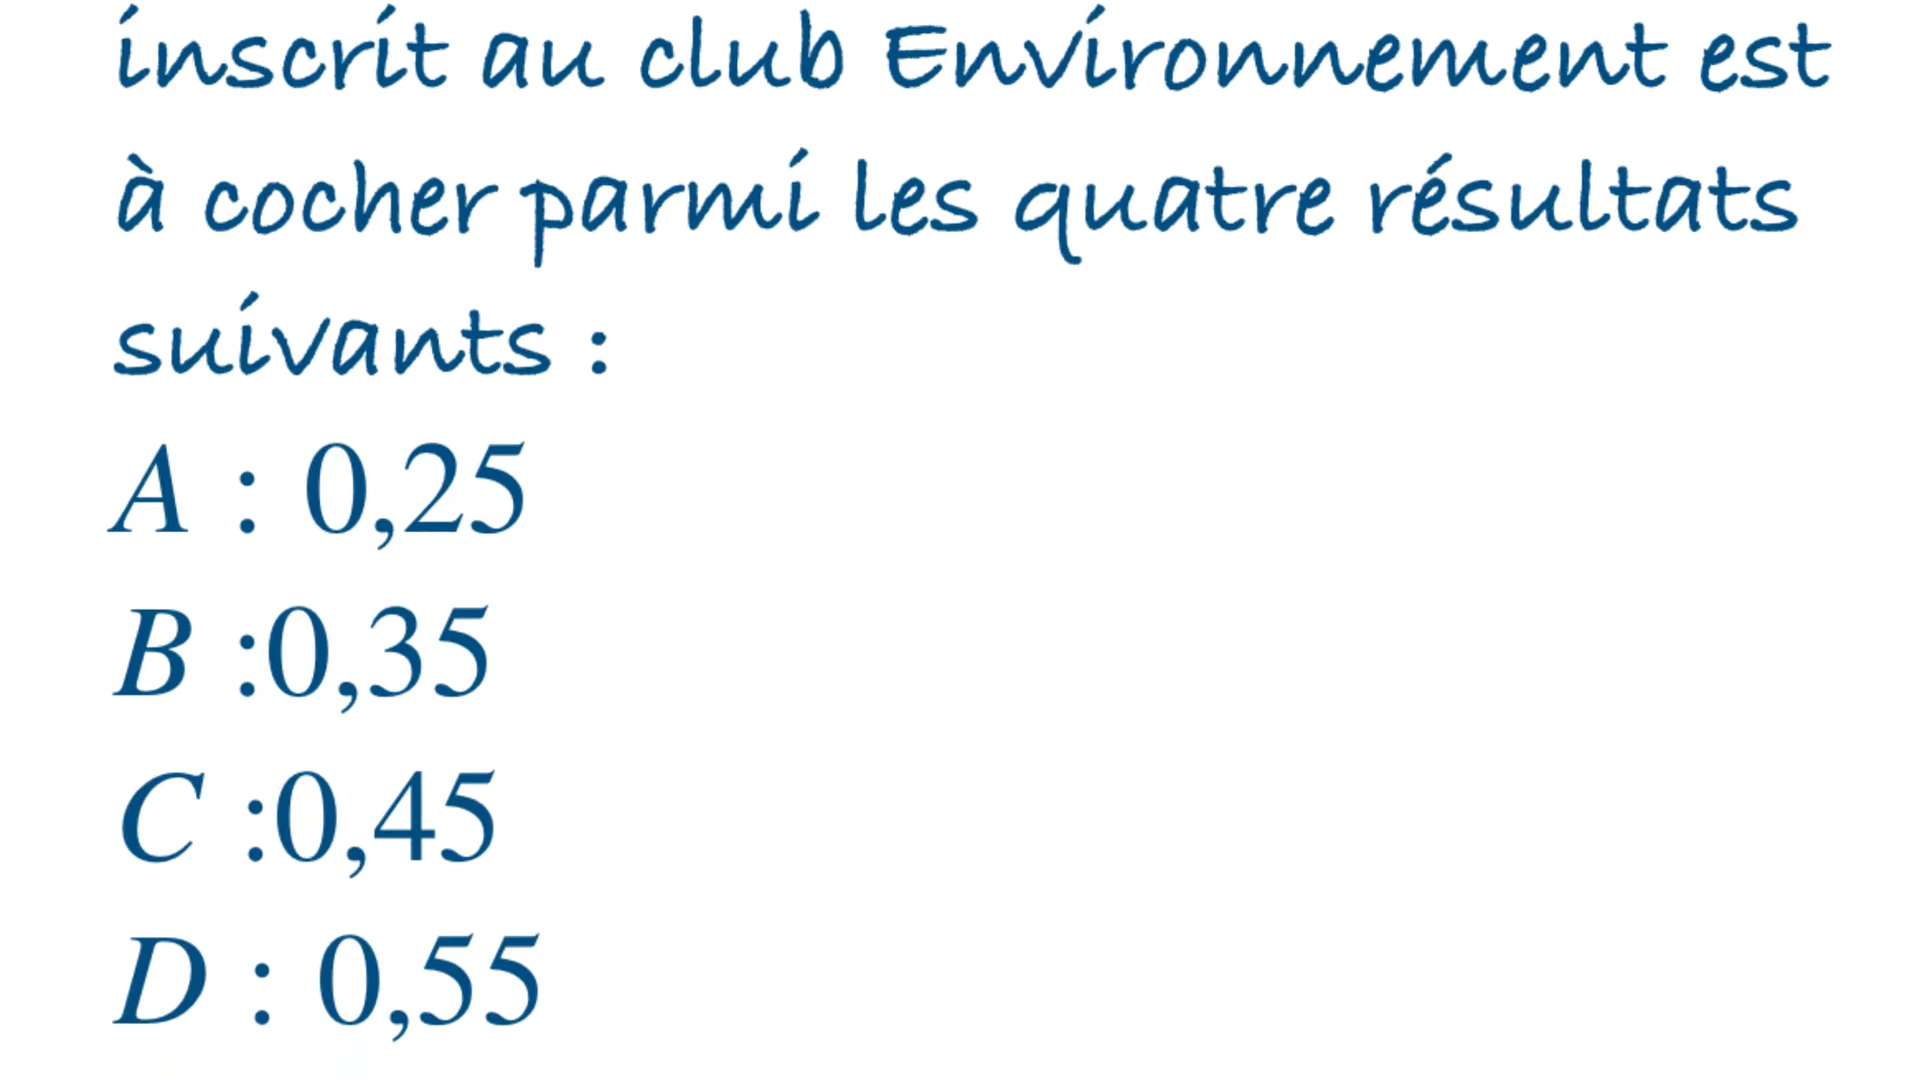 inscrit au club Environnement est
à cocher parmi les quatre résultats
suivants :
A : 0,25
B :0,35
C :0,45
D : 0,55